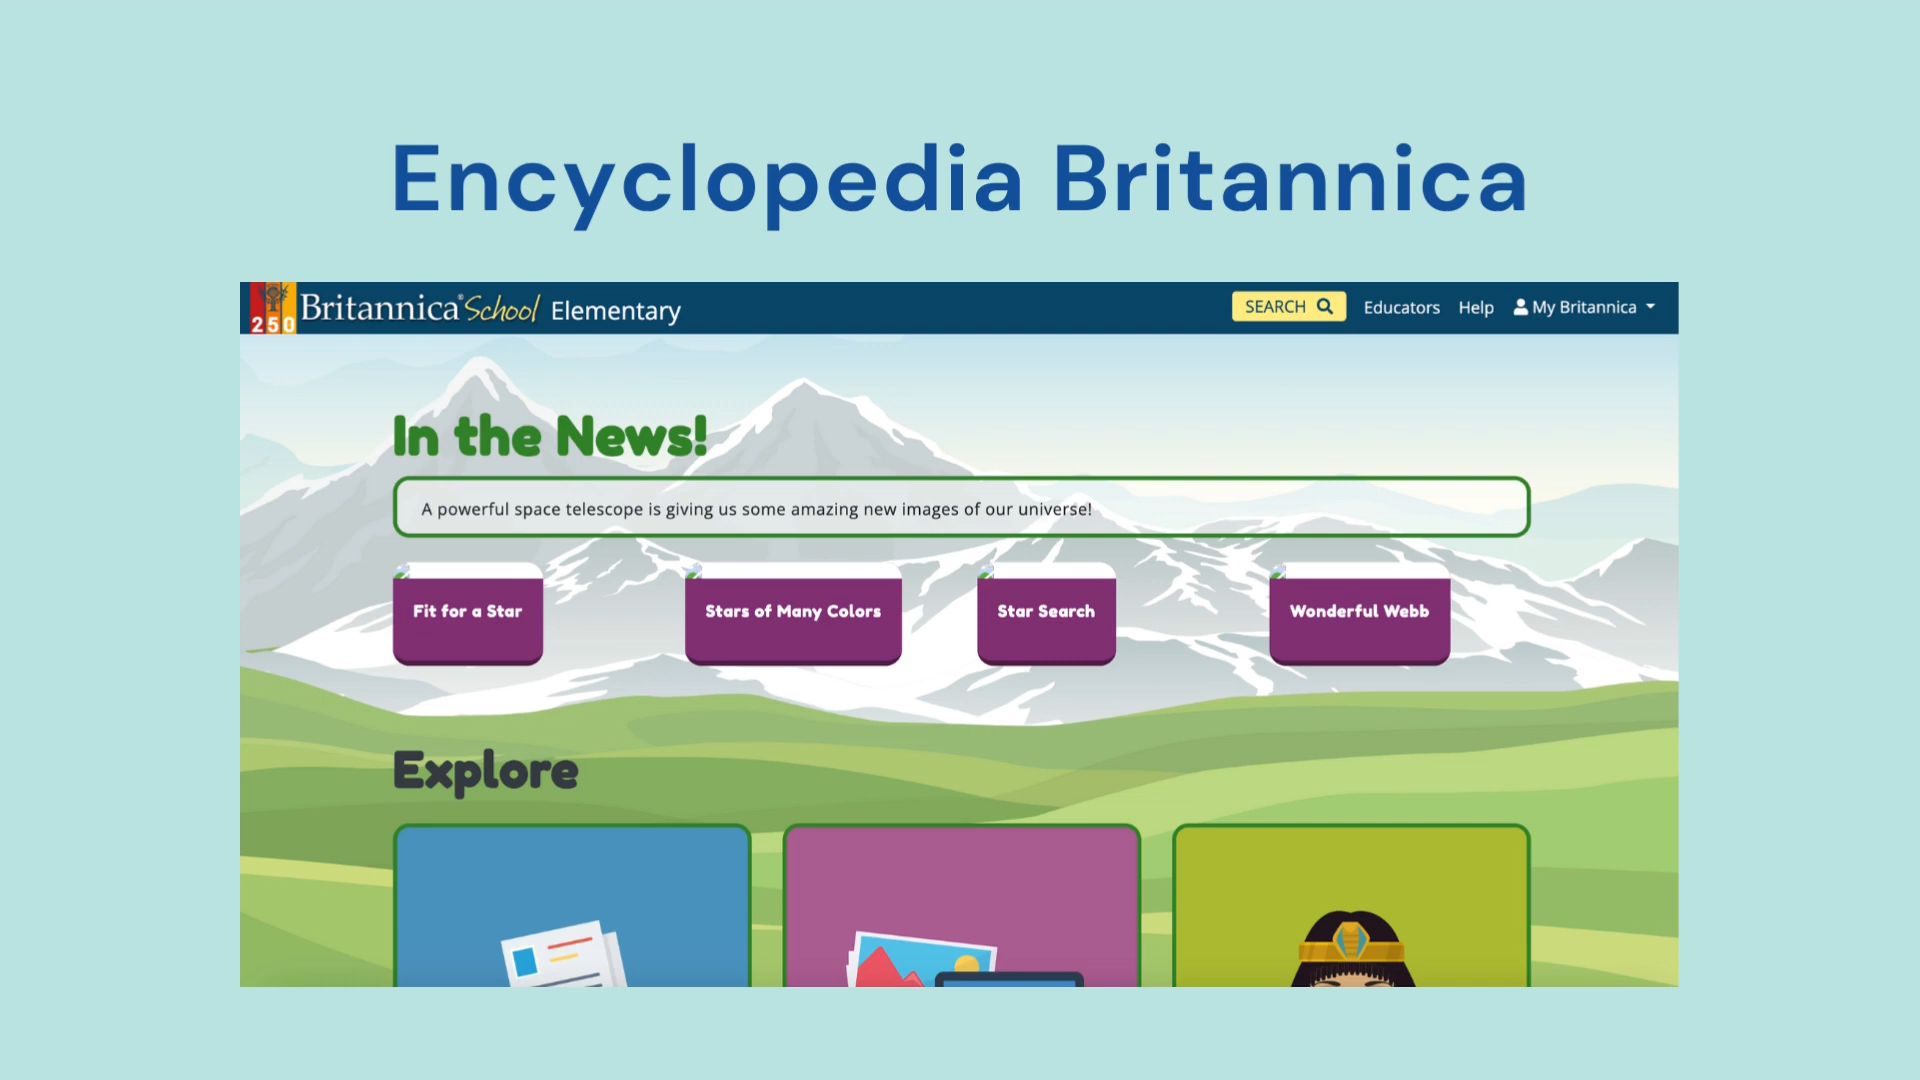 Encyclopedia Britannica
250 Britannica® School Elementary SEARCH Educators Help My Britannica
In the News!
A powerful space telescope is giving us some amazing new images of our universe!
Fit for a Star Stars of Many Colors Star Search Wonderful Webb
Explore